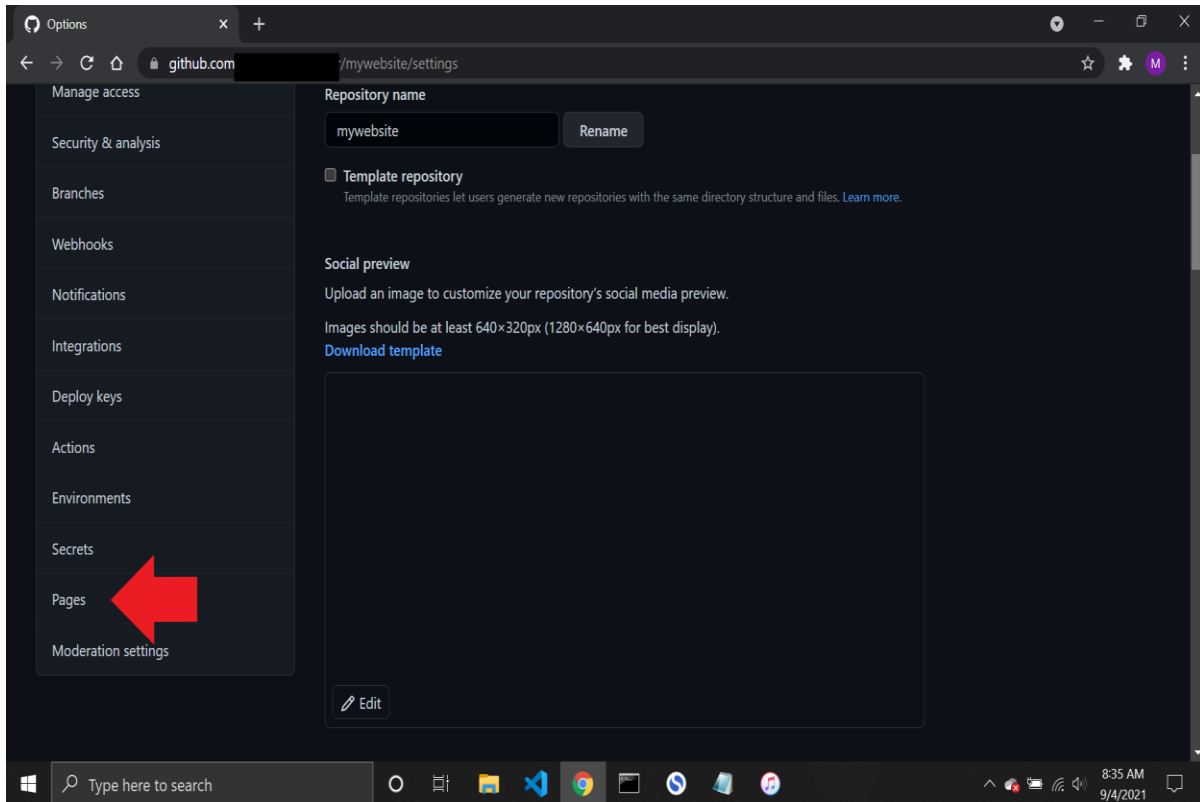 Options
github.com
r/mywebsite/settings
M
Manage access
Security & analysis
Branches
Webhooks
Notifications
Integrations
Deploy keys
Actions
Environments
Secrets
Pages
Moderation settings
Repository name
mywebsite
Rename
Template repository
Template repositories let users generate new repositories with the same directory structure and files. Learn more.
Social preview
Upload an image to customize your repository's social media preview.
Images should be at least 640×320px (1280×640px for best display).
Download template
Edit
Type here to search
8:35 AM
9/4/2021